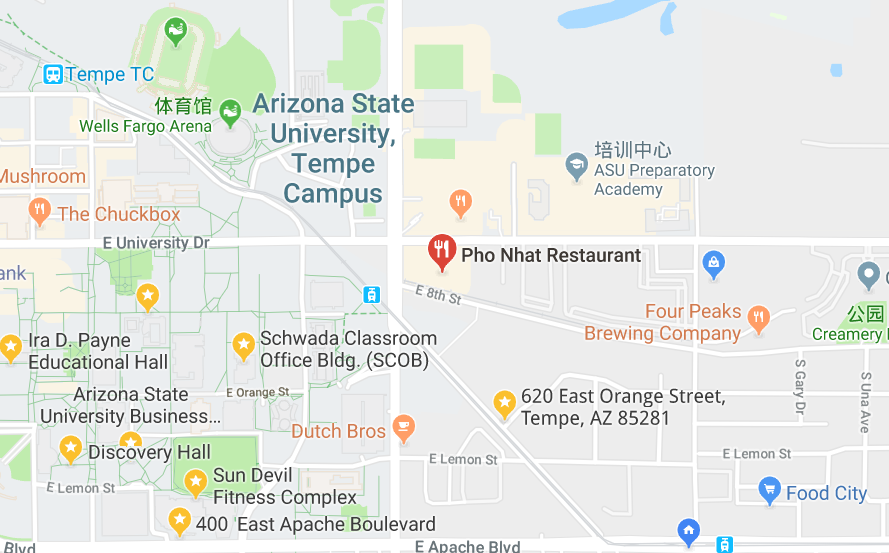 Tempe TC
体育馆
Wells Fargo Arena
Arizona State
University,
Tempe
Campus
培训中心
ASU Preparatory
Academy
Mushroom
The Chuckbox
E University Dr
Pho Nhat Restaurant
ank
E 8th St
Four Peaks
Brewing Company
公园
Creamery
Ira D. Payne
Educational Hall
Schwada Classroom
Office Bldg. (SCOB)
S Gary Dr
S Una Ave
Arizona State
University Business...
E Orange St
620 East Orange Street,
Tempe, AZ 85281
Dutch Bros
Discovery Hall
E Lemon St
E Lemon St
Sun Devil
Fitness Complex
E Lemon St
Food City
400 East Apache Boulevard
Blvd
E Apache Blvd